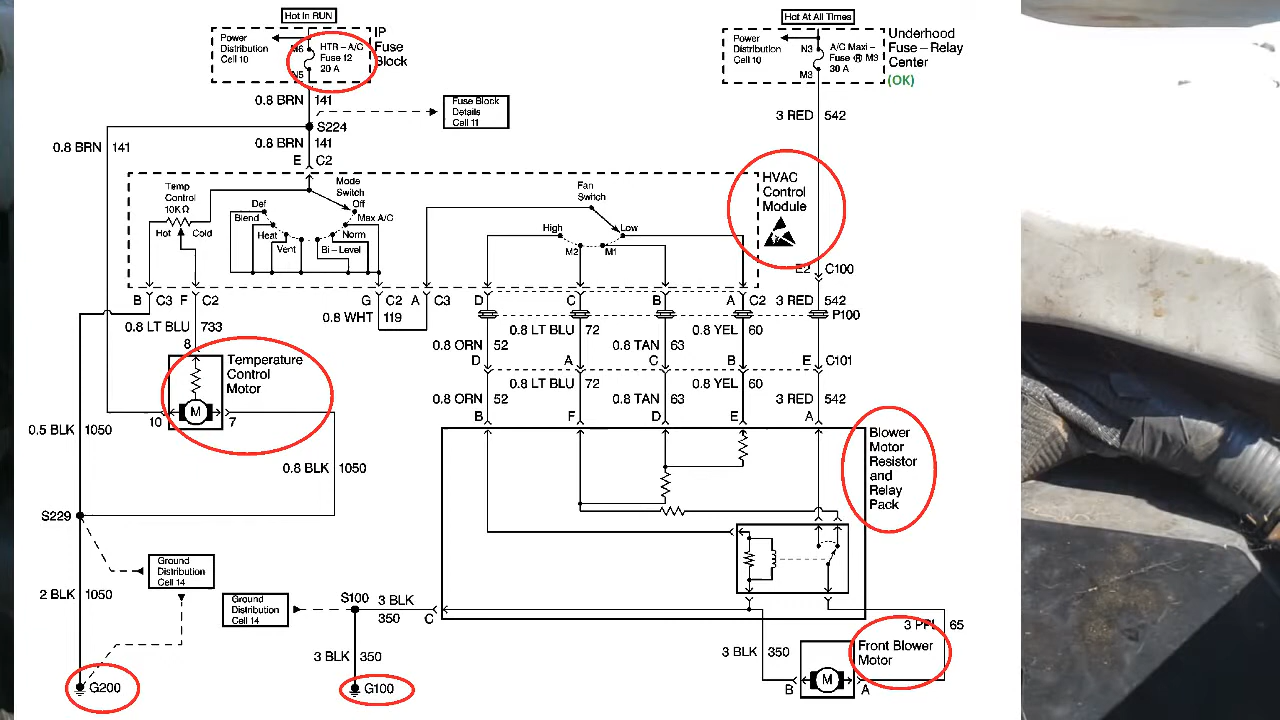 Hot In RUN
Power
Distribution
Cell 10
M6
HTR – A/C
Fuse 12
20 A
N5
IP
Fuse
Block
Hot At All Times
Power
Distribution
Cell 10
N3
A/C Maxi –
M3
30 A
Underhood
Fuse – Relay
Center
(OK)
0.8 BRN 141
Fuse Block
Details
Cell 11
3 RED 542
S224
0.8 BRN 141
0.8 BRN 141
E C2
Temp
Control
10K Ω
Hot Cold
Mode
Switch
Off
Def
Blend
Max A/C
Heat
Norm
Vent
Bi – Level
Fan
Switch
High
Low
M2 M1
HVAC
Control
Module
E2 C100
B C3 F C2 G C2 A C3 D C B A C2
3 RED 542
0.8 WHT 119
P100
0.8 LT BLU 733
0.8 LT BLU 72
0.8 YEL 60
0.8 ORN 52
0.8 TAN 63
8
D A C B E C101
Temperature
Control
Motor
M
10 7
0.8 LT BLU 72
0.8 YEL 60
0.8 ORN 52
0.8 TAN 63
3 RED 542
B F D E A
0.5 BLK 1050
0.8 BLK 1050
Blower
Motor
Resistor
and
Relay
Pack
S229
Ground
Distribution
Cell 14
2 BLK 1050
Ground
Distribution
Cell 14
S100
3 BLK
350
C
3 PPL 65
3 BLK 350
3 BLK 350
Front Blower
Motor
M
B A
G200
G100